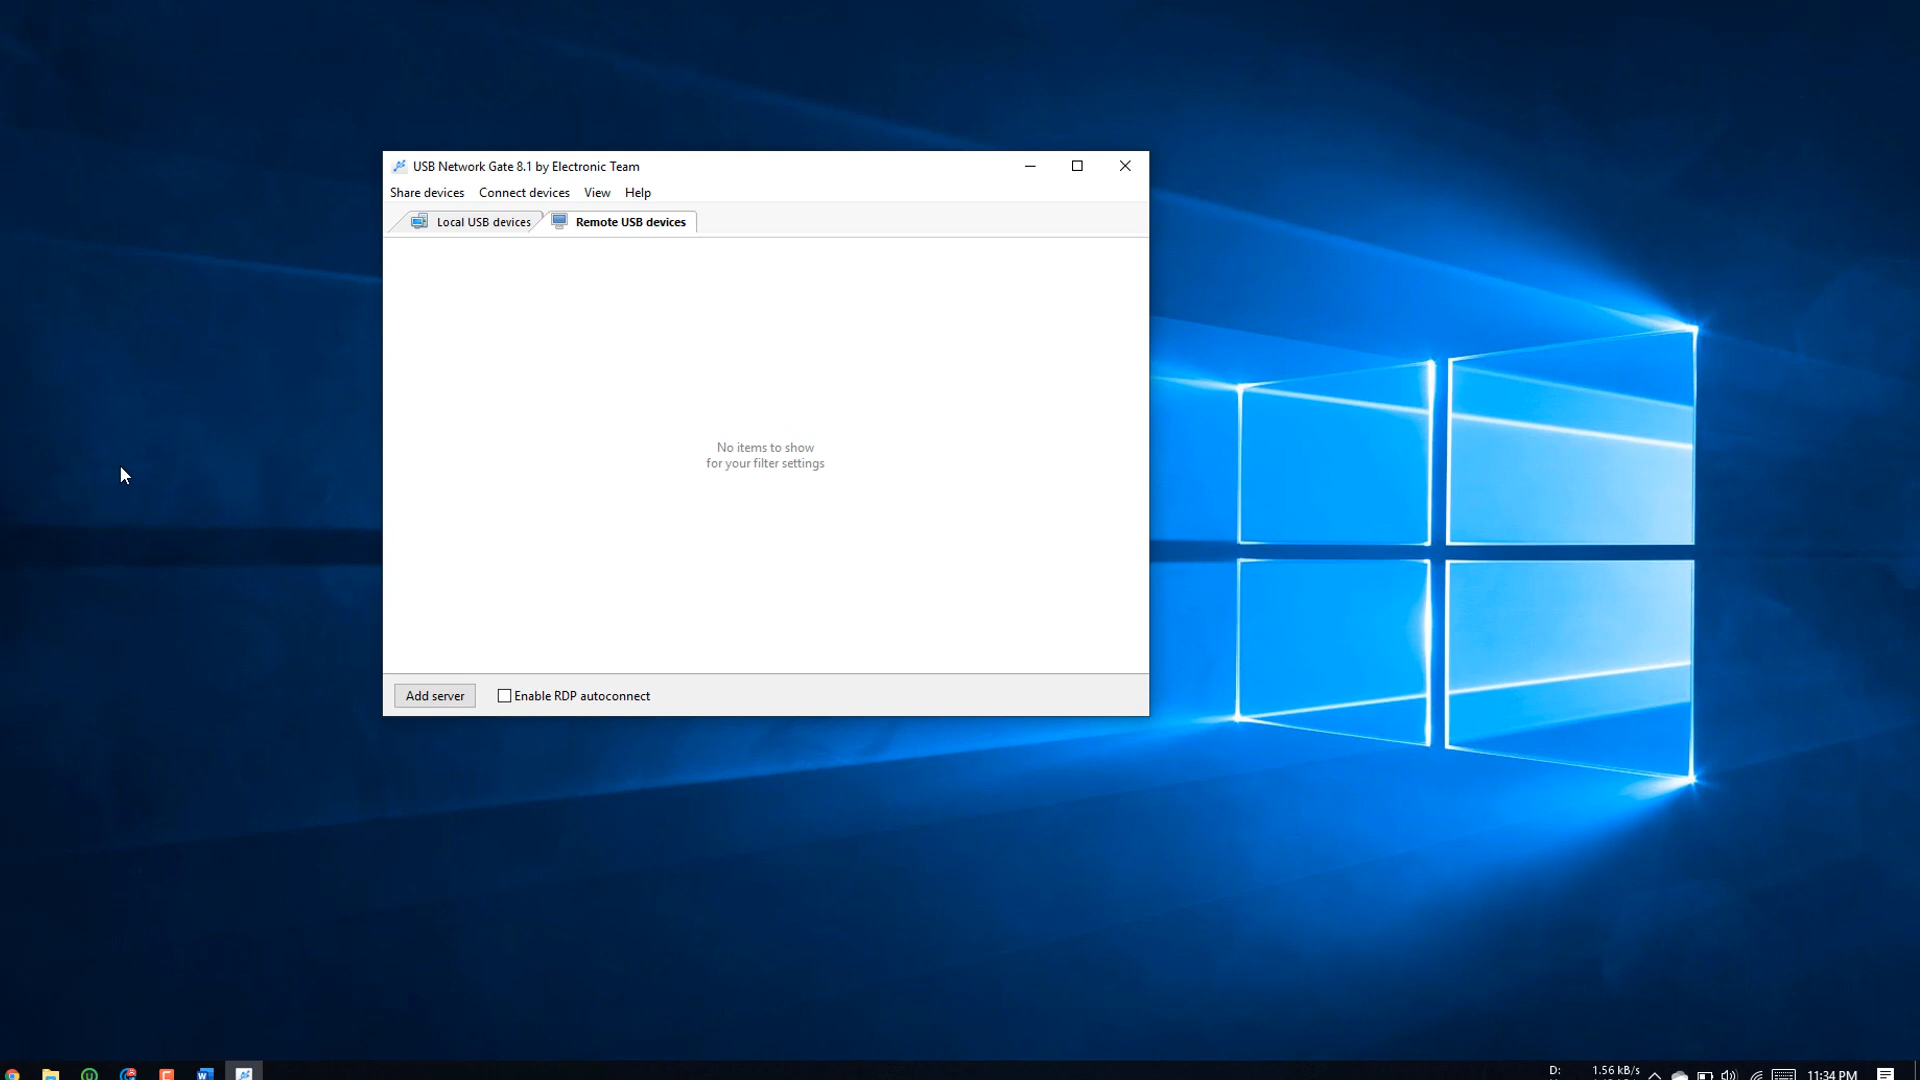 USB Network Gate 8.1 by Electronic Team
Share devices Connect devices View Help
Local USB devices Remote USB devices
No items to show
for your filter settings
Add server Enable RDP autoconnect
D: 1.56 kB/s
11:34 PM